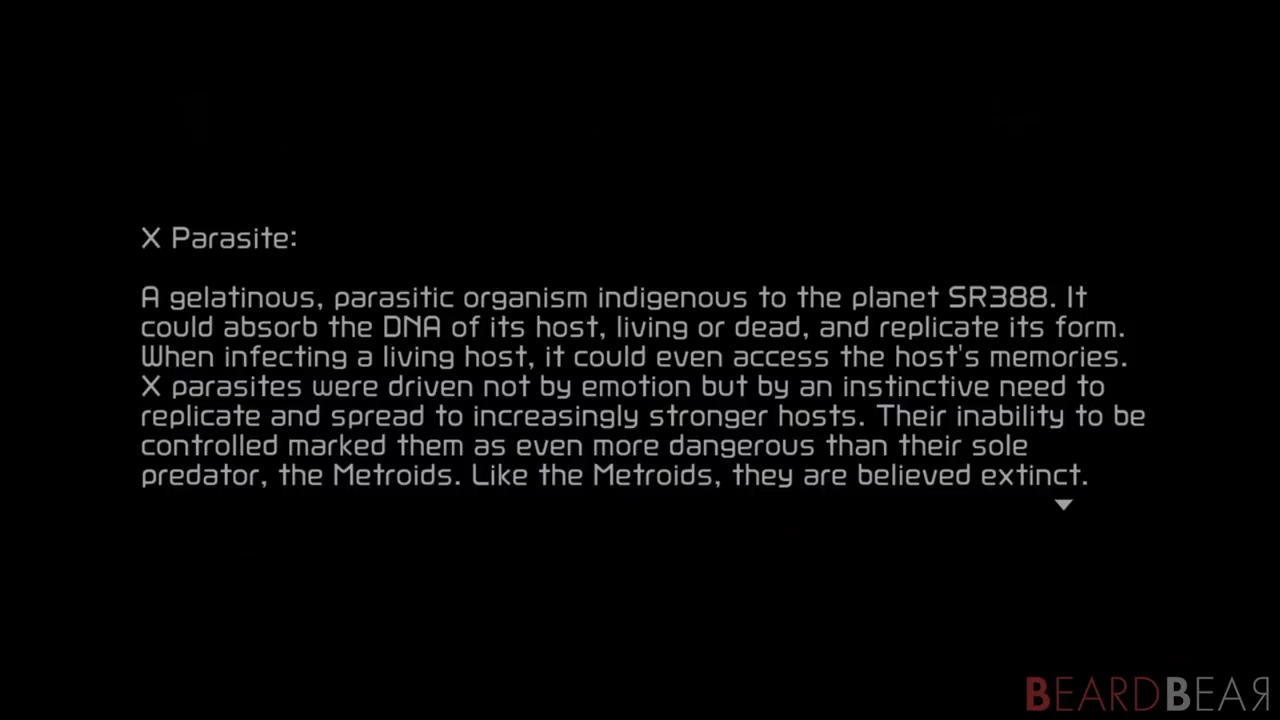 X Parasite:
A gelatinous, parasitic organism indigenous to the planet SR388. It
could absorb the DNA of its host, living or dead, and replicate its form.
When infecting a living host, it could even access the host's memories.
X parasites were driven not by emotion but by an instinctive need to
replicate and spread to increasingly stronger hosts. Their inability to be
controlled marked them as even more dangerous than their sole
predator, the Metroids. Like the Metroids, they are believed extinct.
BEARDBEAR